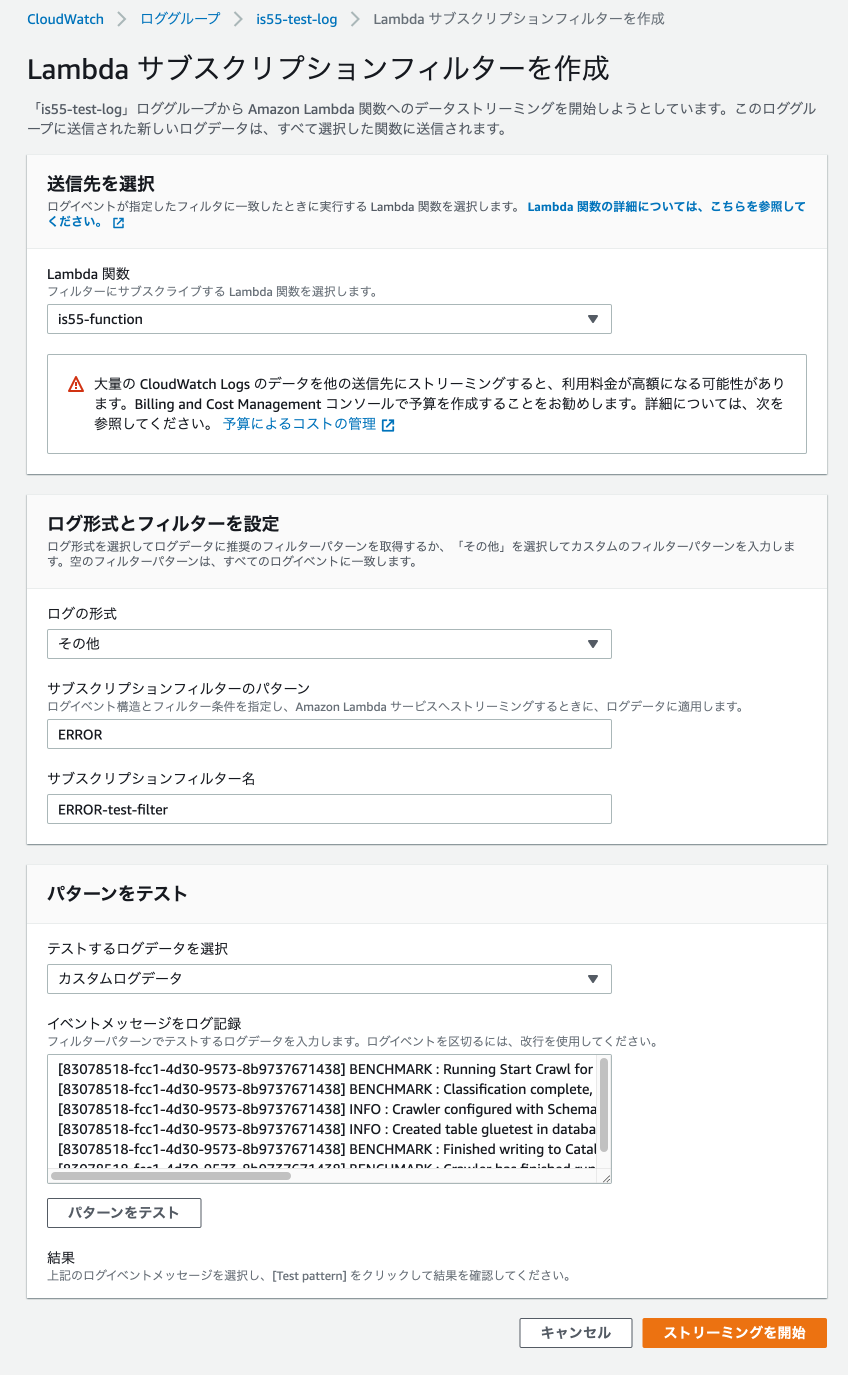 CloudWatch > ロググループ > is55-test-log > Lambda サブスクリプションフィルターを作成
Lambda サブスクリプションフィルターを作成
「is55-test-log」ロググループから Amazon Lambda 関数へのデータストリーミングを開始しようとしています。このロググル
ープに送信された新しいログデータは、すべて選択した関数に送信されます。
送信先を選択
ログイベントが指定したフィルタに一致したときに実行する Lambda 関数を選択します。 Lambda 関数の詳細については、こちらを参照して
ください。
Lambda 関数
フィルターにサブスクライブする Lambda 関数を選択します。
is55-function
大量の CloudWatch Logs のデータを他の送信先にストリーミングすると、利用料金が高額になる可能性があり
ます。Billing and Cost Management コンソールで予算を作成することをお勧めします。詳細については、次を
参照してください。 予算によるコストの管理
ログ形式とフィルターを設定
ログ形式を選択してログデータに推奨のフィルターパターンを取得するか、「その他」を選択してカスタムのフィルターパターンを入力しま
す。空のフィルターパターンは、すべてのログイベントに一致します。
ログの形式
その他
サブスクリプションフィルターのパターン
ログイベント構造とフィルター条件を指定し、Amazon Lambda サービスへストリーミングするときに、ログデータに適用します。
ERROR
サブスクリプションフィルター名
ERROR-test-filter
パターンをテスト
テストするログデータを選択
カスタムログデータ
イベントメッセージをログ記録
フィルターパターンでテストするログデータを入力します。ログイベントを区切るには、改行を使用してください。
[83078518-fcc1-4d30-9573-8b9737671438] BENCHMARK : Running Start Crawl for
[83078518-fcc1-4d30-9573-8b9737671438] BENCHMARK : Classification complete,
[83078518-fcc1-4d30-9573-8b9737671438] INFO : Crawler configured with Schema
[83078518-fcc1-4d30-9573-8b9737671438] INFO : Created table gluetest in databa
[83078518-fcc1-4d30-9573-8b9737671438] BENCHMARK : Finished writing to Catal
[83078518-fcc1-4d30-9573-8b9737671438] BENCHMARK : Crawler has finished run
パターンをテスト
結果
上記のログイベントメッセージを選択し、[Test pattern] をクリックして結果を確認してください。
キャンセル
ストリーミングを開始